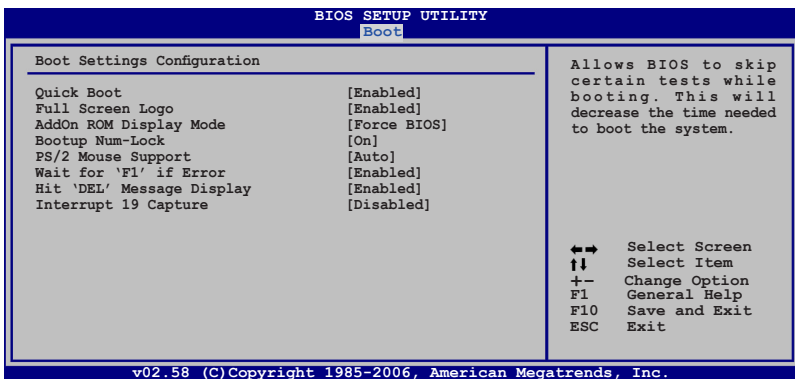 BIOS SETUP UTILITY
Boot
Boot Settings Configuration
Quick Boot [Enabled]
Full Screen Logo [Enabled]
AddOn ROM Display Mode [Force BIOS]
Bootup Num-Lock [On]
PS/2 Mouse Support [Auto]
Wait for ‘F1’ if Error [Enabled]
Hit ‘DEL’ Message Display [Enabled]
Interrupt 19 Capture [Disabled]
Allows BIOS to skip
certain tests while
booting. This will
decrease the time needed
to boot the system.
←→ Select Screen
↑↓ Select Item
+- Change Option
F1 General Help
F10 Save and Exit
ESC Exit
v02.58 (C)Copyright 1985-2006, American Megatrends, Inc.